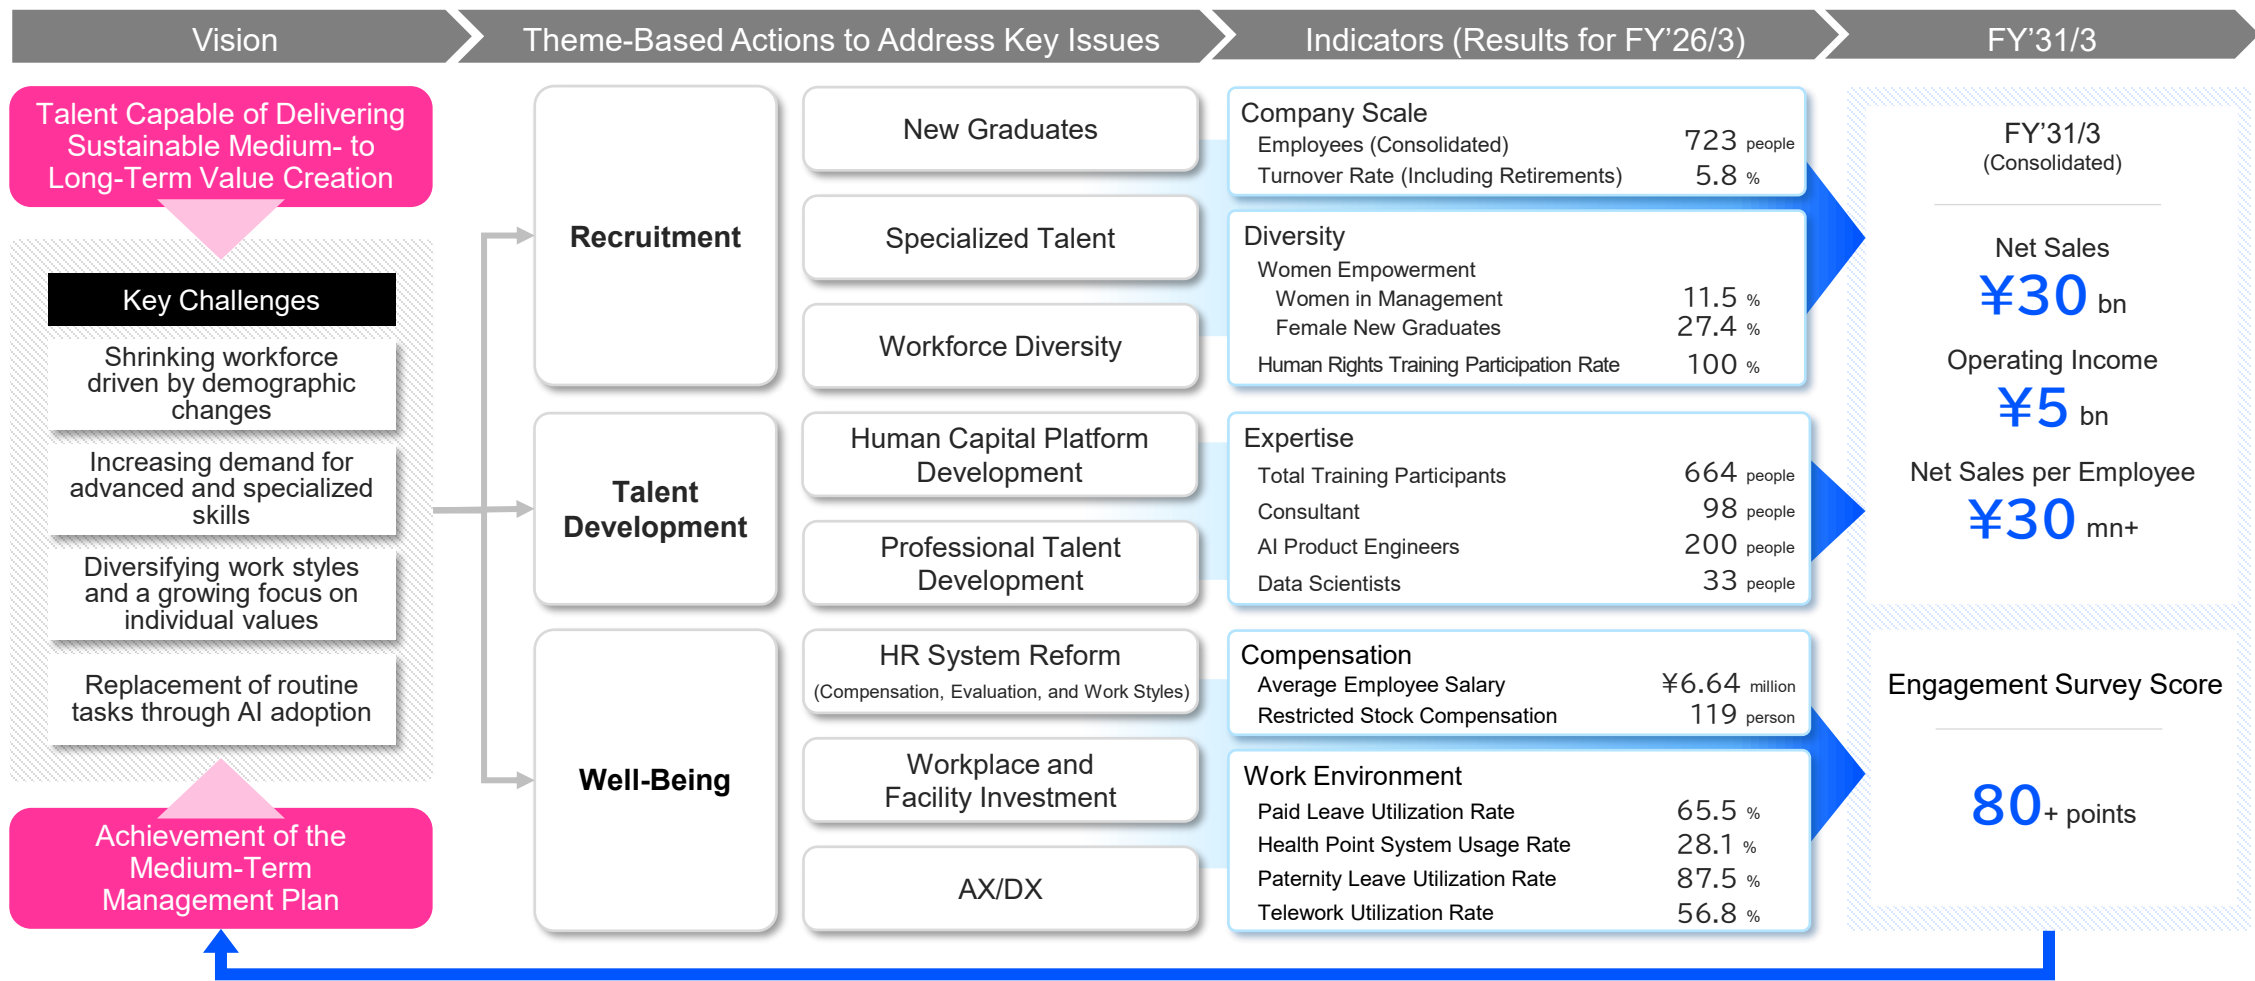 Vision
Theme-Based Actions to Address Key Issues
Indicators (Results for FY’26/3)
FY’31/3
Talent Capable of Delivering
Sustainable Medium- to
Long-Term Value Creation
Key Challenges
Shrinking workforce
driven by demographic
changes
Increasing demand for
advanced and specialized
skills
Diversifying work styles
and a growing focus on
individual values
Replacement of routine
tasks through AI adoption
Achievement of the
Medium-Term
Management Plan
Recruitment
New Graduates
Specialized Talent
Workforce Diversity
Talent
Development
Human Capital Platform
Development
Professional Talent
Development
Well-Being
HR System Reform
(Compensation, Evaluation, and Work Styles)
Workplace and
Facility Investment
AX/DX
Company Scale
Employees (Consolidated) 723 people
Turnover Rate (Including Retirements) 5.8 %
Diversity
Women Empowerment
Women in Management 11.5 %
Female New Graduates 27.4 %
Human Rights Training Participation Rate 100 %
Expertise
Total Training Participants 664 people
Consultant 98 people
AI Product Engineers 200 people
Data Scientists 33 people
Compensation
Average Employee Salary ¥6.64 million
Restricted Stock Compensation 119 person
Work Environment
Paid Leave Utilization Rate 65.5 %
Health Point System Usage Rate 28.1 %
Paternity Leave Utilization Rate 87.5 %
Telework Utilization Rate 56.8 %
FY’31/3
(Consolidated)
Net Sales
¥30 bn
Operating Income
¥5 bn
Net Sales per Employee
¥30 mn+
Engagement Survey Score
80+ points